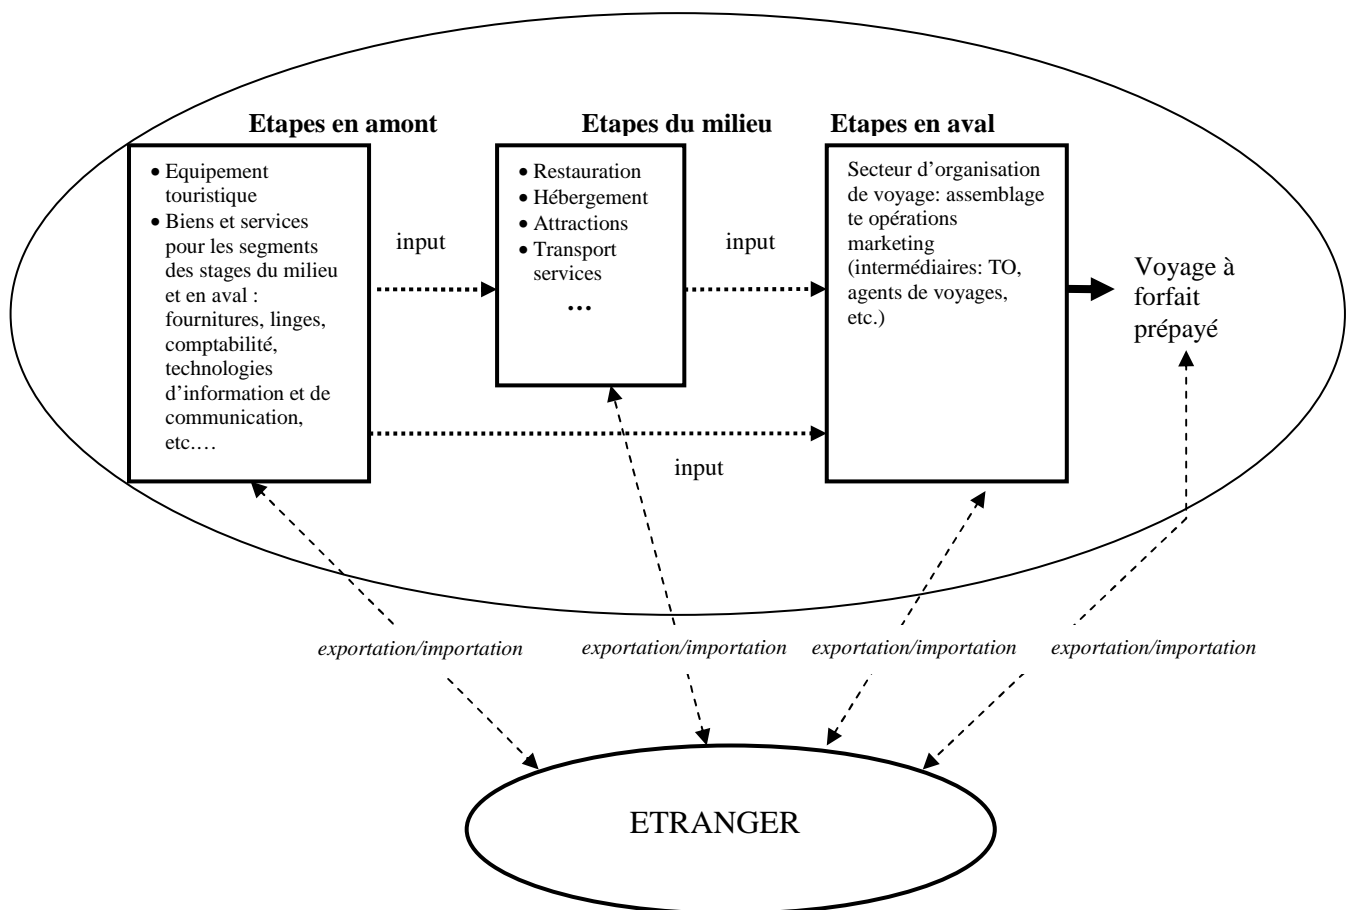 Etapes en amont
Etapes du milieu
Etapes en aval
• Equipement
touristique
• Biens et services
pour les segments
des stages du milieu
et en aval :
fournitures, linges,
comptabilité,
technologies
d’information et de
communication,
etc.…
input
• Restauration
• Hébergement
• Attractions
• Transport
services
…
input
Secteur d’organisation
de voyage: assemblage
te opérations
marketing
(intermédiaires: TO,
agents de voyages,
etc.)
Voyage à
forfait
prépayé
input
exportation/importation
exportation/importation
exportation/importation
exportation/importation
ETRANGER